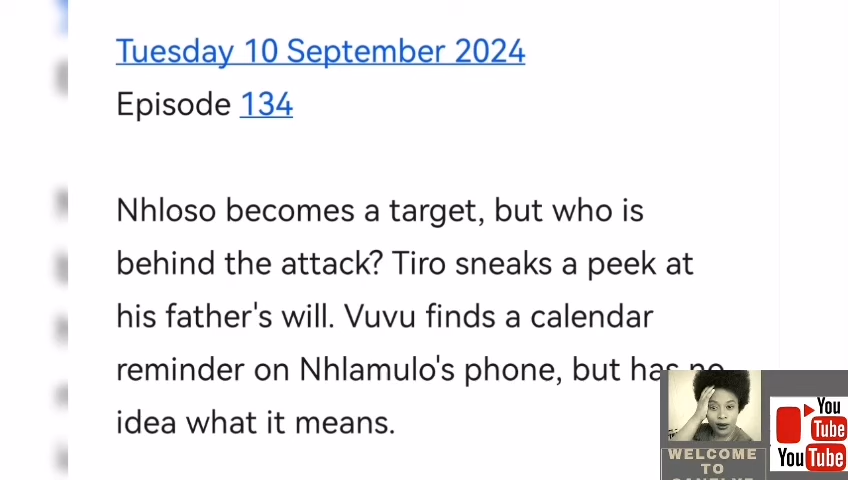 Tuesday 10 September 2024
Episode 134
Nhloso becomes a target, but who is
behind the attack? Tiro sneaks a peek at
his father's will. Vuvu finds a calendar
reminder on Nhlamulo's phone, but has no
idea what it means.
WELCOME
TO
You
Tube
YouTube